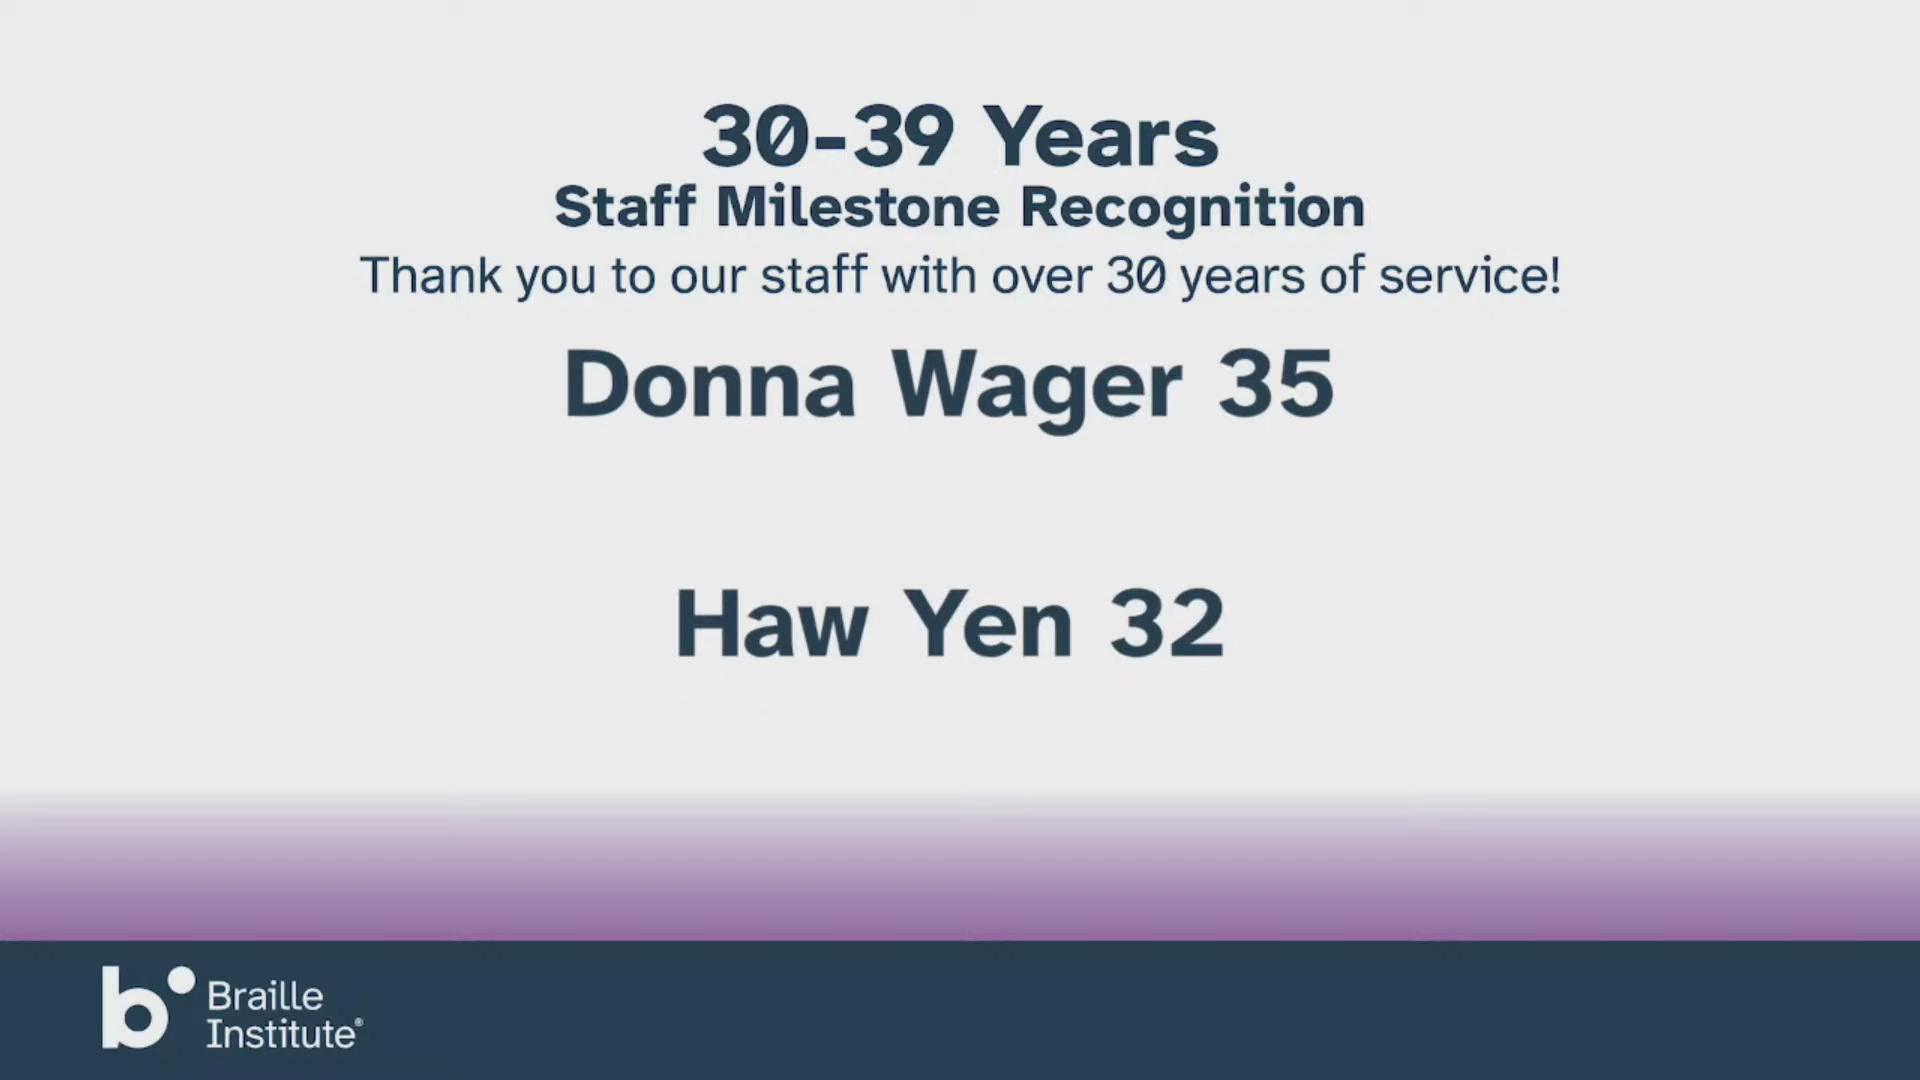 30-39 Years
Staff Milestone Recognition
Thank you to our staff with over 30 years of service!
Donna Wager 35
Haw Yen 32
Braille
Institute®